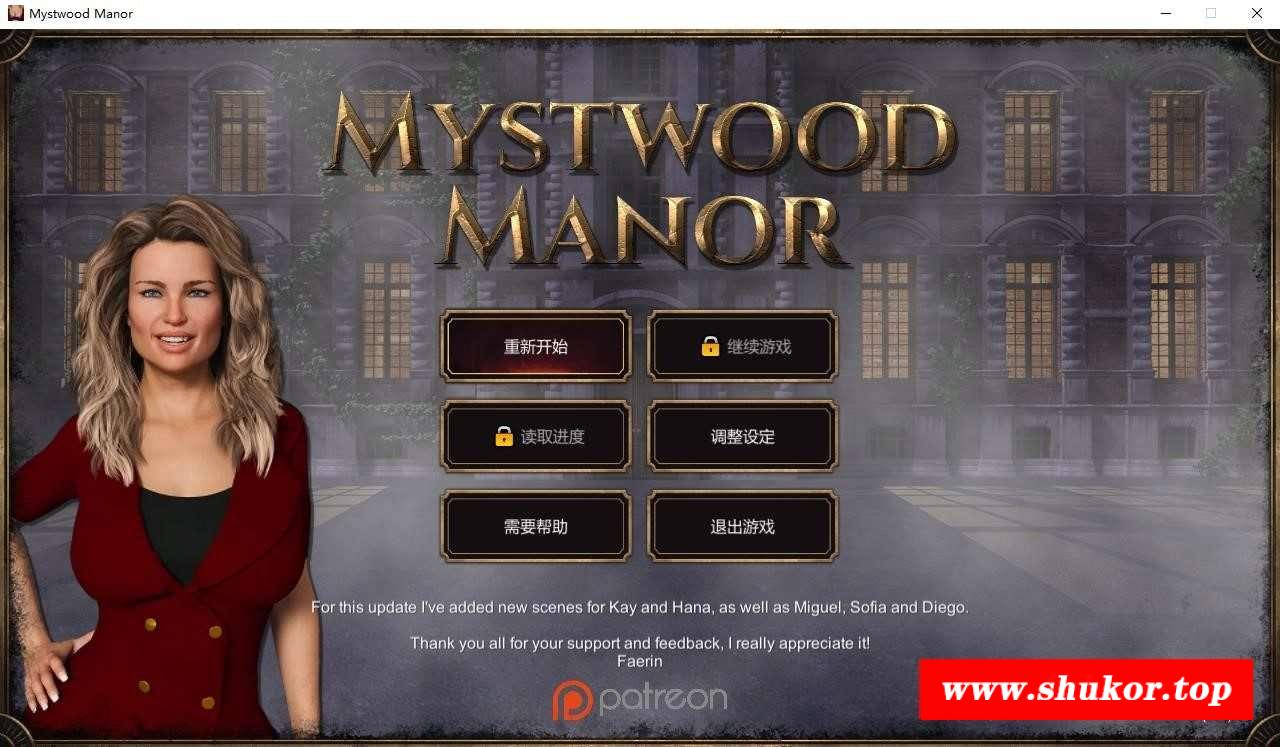 Mystwood Manor
MYSTWOOD
MANOR
重新开始
继续游戏
读取进度
调整设定
需要帮助
退出游戏
For this update I've added new scenes for Kay and Hana, as well as Miguel, Sofia and Diego.
Thank you all for your support and feedback, I really appreciate it!
Faerin
patreon
www.shukor.top